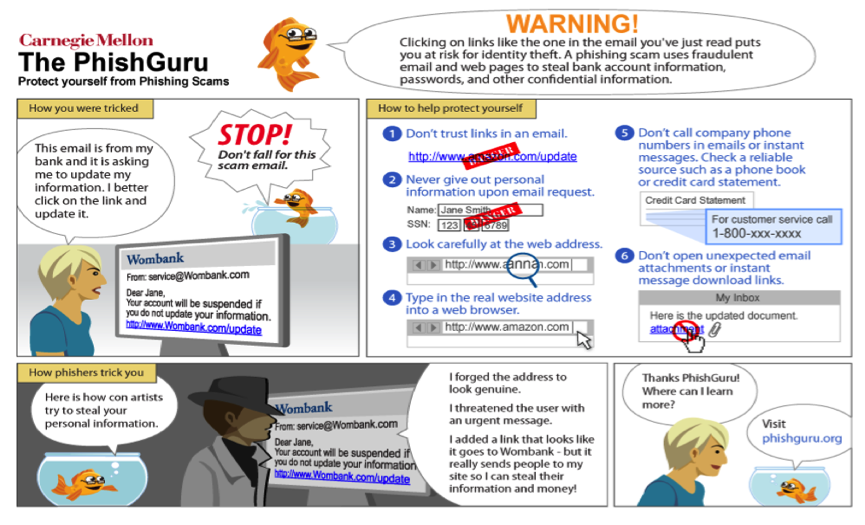 Carnegie Mellon
The PhishGuru
Protect yourself from Phishing Scams
WARNING!
Clicking on links like the one in the email you've just read puts
you at risk for identity theft. A phishing scam uses fraudulent
email and web pages to steal bank account information,
passwords, and other confidential information.
How you were tricked
This email is from my
bank and it is asking
me to update my
information. I better
click on the link and
update it.
STOP!
Don't fall for this
scam email.
Wombank
From: service@Wombank.com
Dear Jane,
Your account will be suspended if
you do not update your information.
http://www.Wombank.com/update
How to help protect yourself
1 Don't trust links in an email.
http://www.amazon.com/update
DANGER
2 Never give out personal
information upon email request.
Name: Jane Smith
SSN: 123 6789
DANGER
3 Look carefully at the web address.
http://www.a anna n.com
4 Type in the real website address
into a web browser.
http://www.amazon.com
5 Don't call company phone
numbers in emails or instant
messages. Check a reliable
source such as a phone book
or credit card statement.
Credit Card Statement
For customer service call
1-800-xxx-xxxx
6 Don't open unexpected email
attachments or instant
message download links.
My Inbox
Here is the updated document.
attachment
How phishers trick you
Here is how con artists
try to steal your
personal information.
Wombank
From: service@Wombank.com
Dear Jane,
Your account will be suspended if
you do not update your information
http://www.Wombank.com/update
I forged the address to
look genuine.
I threatened the user with
an urgent message.
I added a link that looks like
it goes to Wombank - but it
really sends people to my
site so I can steal their
information and money!
Thanks PhishGuru!
Where can I learn
more?
Visit
phishguru.org